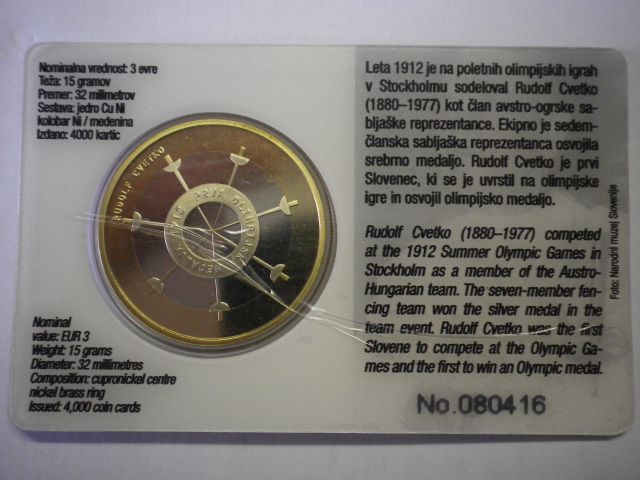 Nominalna vrednost: 3 evre
Teža: 15 gramov
Premer: 32 milimetrov
Sestava: jedro Cu Ni
kolobar Ni / medenina
Izdano: 4000 kartic
RUDOLF CVETKO
PRVA OLIMPIJSKA MEDALJA 1912
Nominal
value: EUR 3
Weight: 15 grams
Diameter: 32 millimetres
Composition: cupronickel centre
nickel brass ring
Issued: 4,000 coin cards
Leta 1912 je na poletnih olimpijskih igrah
v Stockholmu sodeloval Rudolf Cvetko
(1880–1977) kot član avstro-ogrske sa-
bljaške reprezentance. Ekipno je sedem-
članska sabljaška reprezentanca osvojila
srebrno medaljo. Rudolf Cvetko je prvi
Slovenec, ki se je uvrstil na olimpijske
igre in osvojil olimpijsko medaljo.
Rudolf Cvetko (1880–1977) competed
at the 1912 Summer Olympic Games in
Stockholm as a member of the Austro-
Hungarian team. The seven-member fen-
cing team won the silver medal in the
team event. Rudolf Cvetko was the first
Slovene to compete at the Olympic Ga-
mes and the first to win an Olympic medal.
Foto: Narodni muzej Slovenije
No.080416